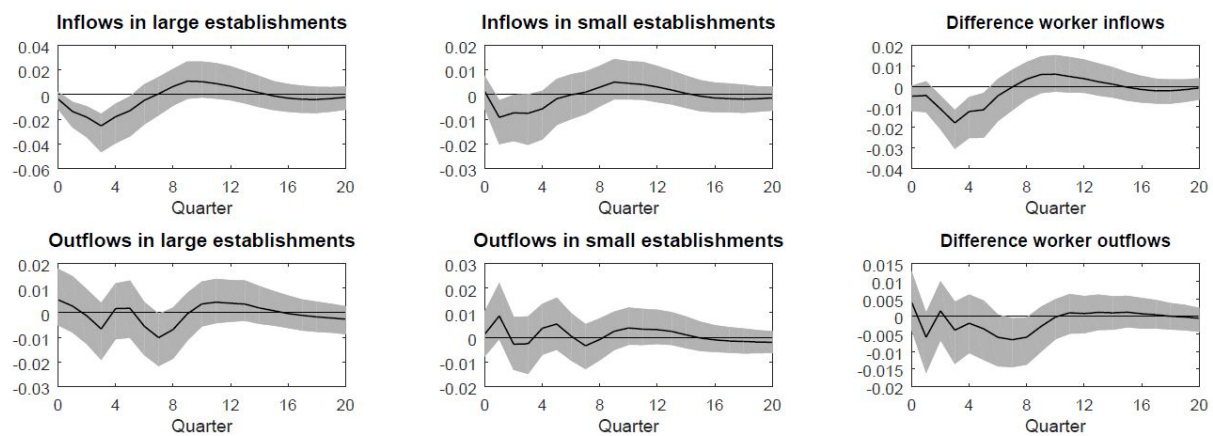 Inflows in large establishments
0.04
0.02
0
-0.02
-0.04
-0.06
0 4 8 12 16 20
Quarter
Inflows in small establishments
0.02
0.01
0
-0.01
-0.02
-0.03
0 4 8 12 16 20
Quarter
Difference worker inflows
0.02
0.01
0
-0.01
-0.02
-0.03
-0.04
0 4 8 12 16 20
Quarter
Outflows in large establishments
0.02
0.01
0
-0.01
-0.02
-0.03
0 4 8 12 16 20
Quarter
Outflows in small establishments
0.03
0.02
0.01
0
-0.01
-0.02
0 4 8 12 16 20
Quarter
Difference worker outflows
0.015
0.01
0.005
0
-0.005
-0.01
-0.015
-0.02
0 4 8 12 16 20
Quarter